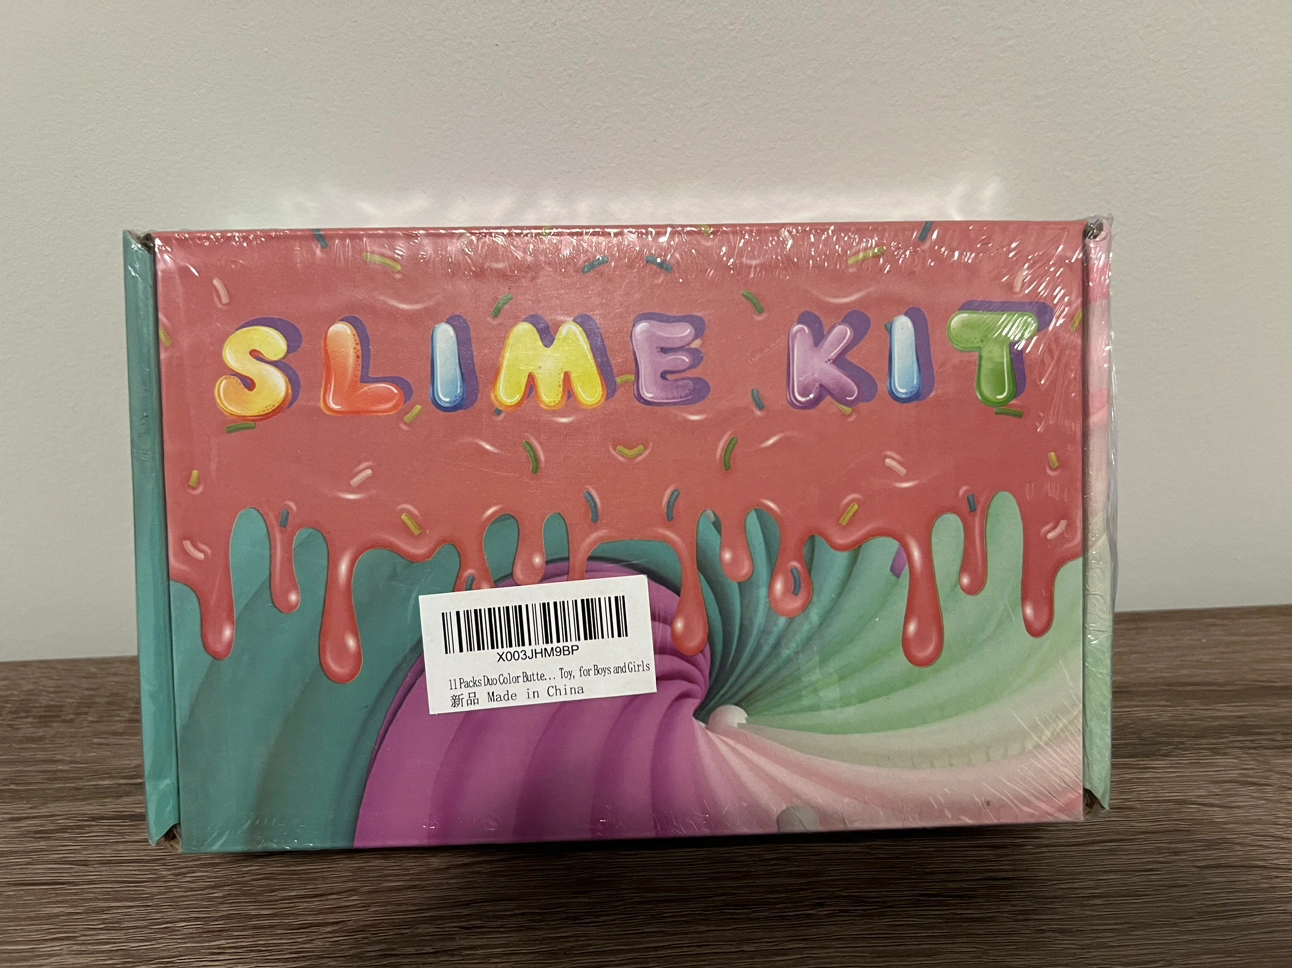 SLIME KIT
X003JHM9BP
11 Packs Duo Color Butte... Toy, for Boys and Girls
新品 Made in China